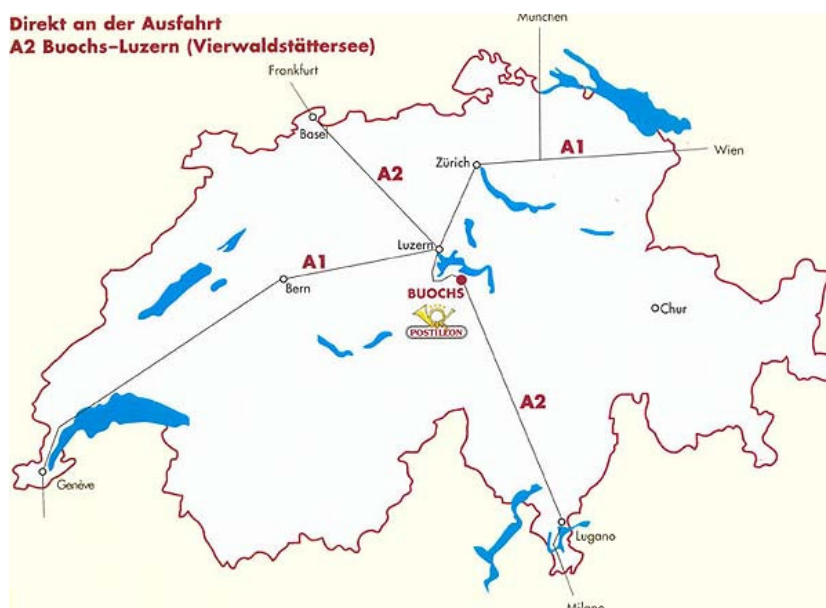 Direkt an der Ausfahrt
A2 Buochs–Luzern (Vierwaldstättersee)
München
Frankfurt
Basel
A2
Zürich
A1
Wien
Luzern
A1
Bern
BUOCHS
POSTILLON
Chur
A2
Genève
Lugano
Milano